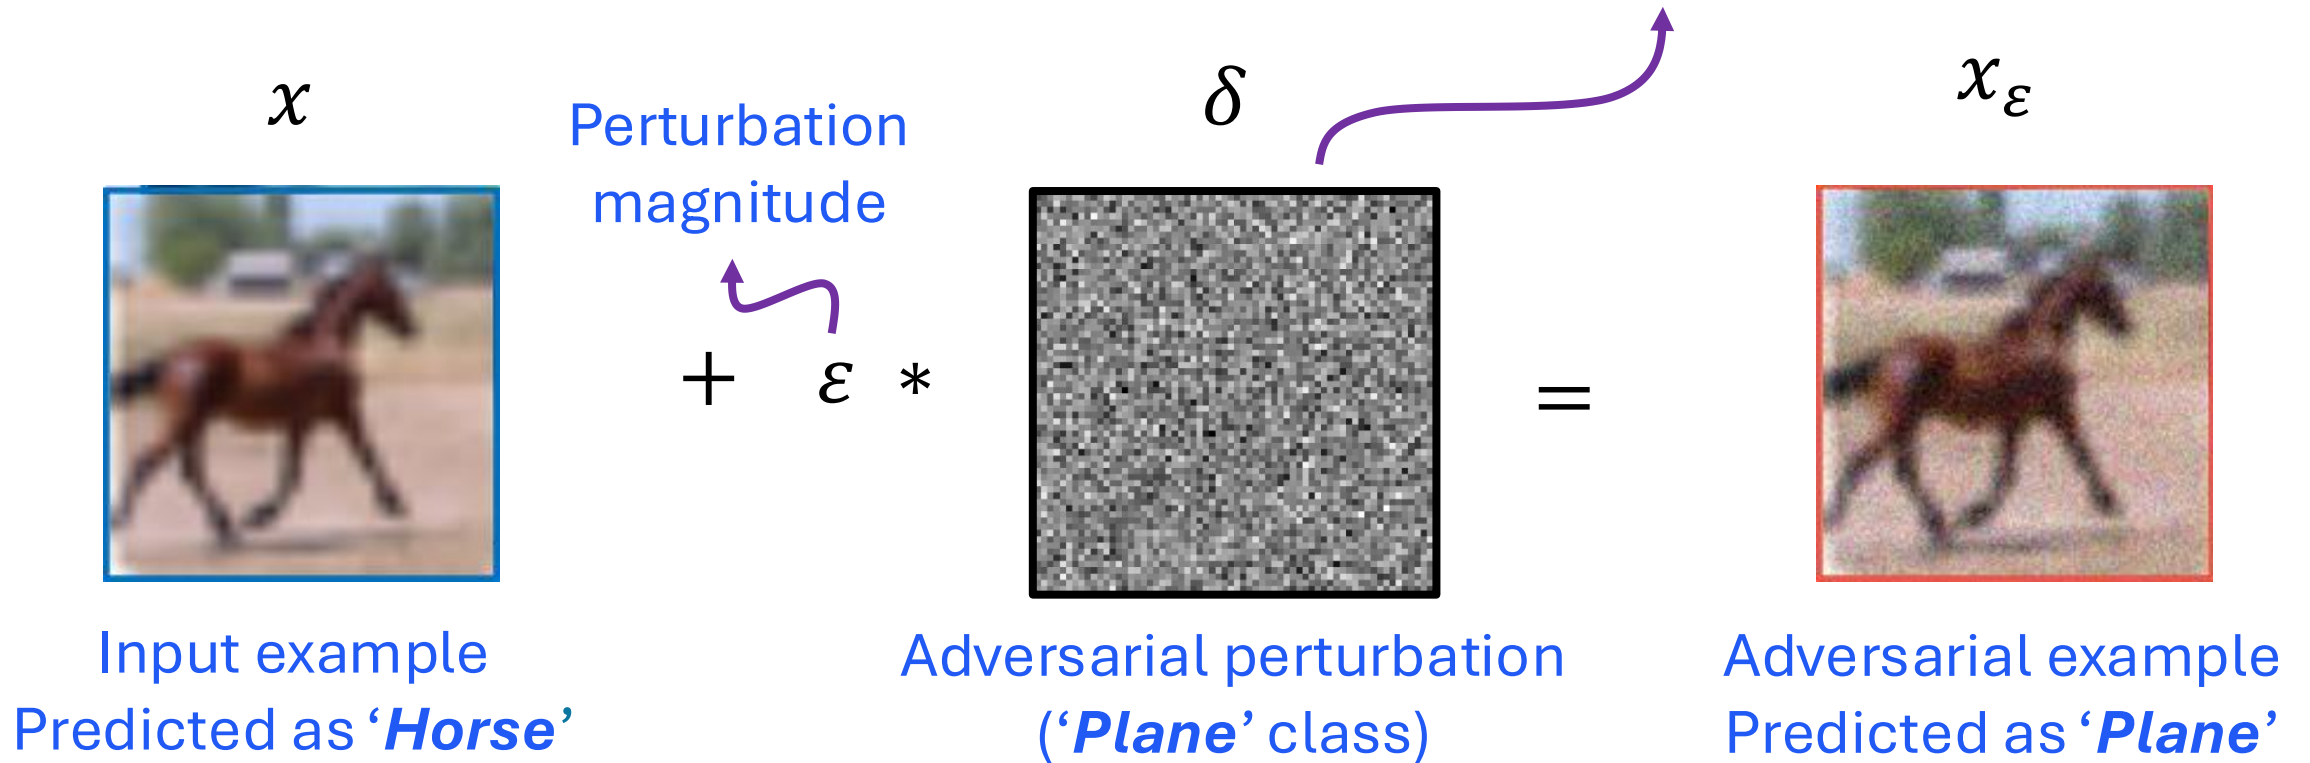 x
Perturbation
magnitude
δ
x_ε
+ ε *
=
Input example
Predicted as ‘Horse’
Adversarial perturbation
(‘Plane’ class)
Adversarial example
Predicted as ‘Plane’